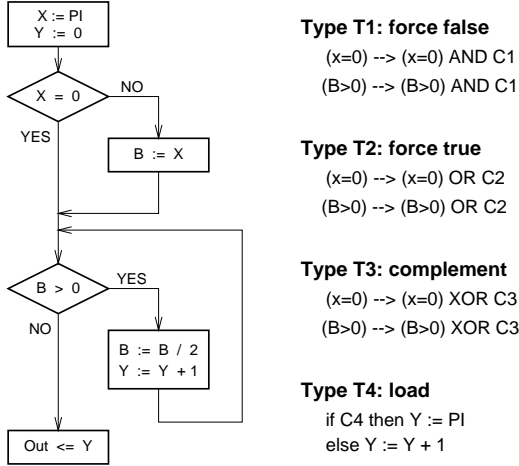 X := PI
Y := 0
X = 0
NO
YES
B := X
B > 0
YES
NO
B := B / 2
Y := Y + 1
Out <= Y
Type T1: force false
(x=0) --> (x=0) AND C1
(B>0) --> (B>0) AND C1
Type T2: force true
(x=0) --> (x=0) OR C2
(B>0) --> (B>0) OR C2
Type T3: complement
(x=0) --> (x=0) XOR C3
(B>0) --> (B>0) XOR C3
Type T4: load
if C4 then Y := PI
else Y := Y + 1